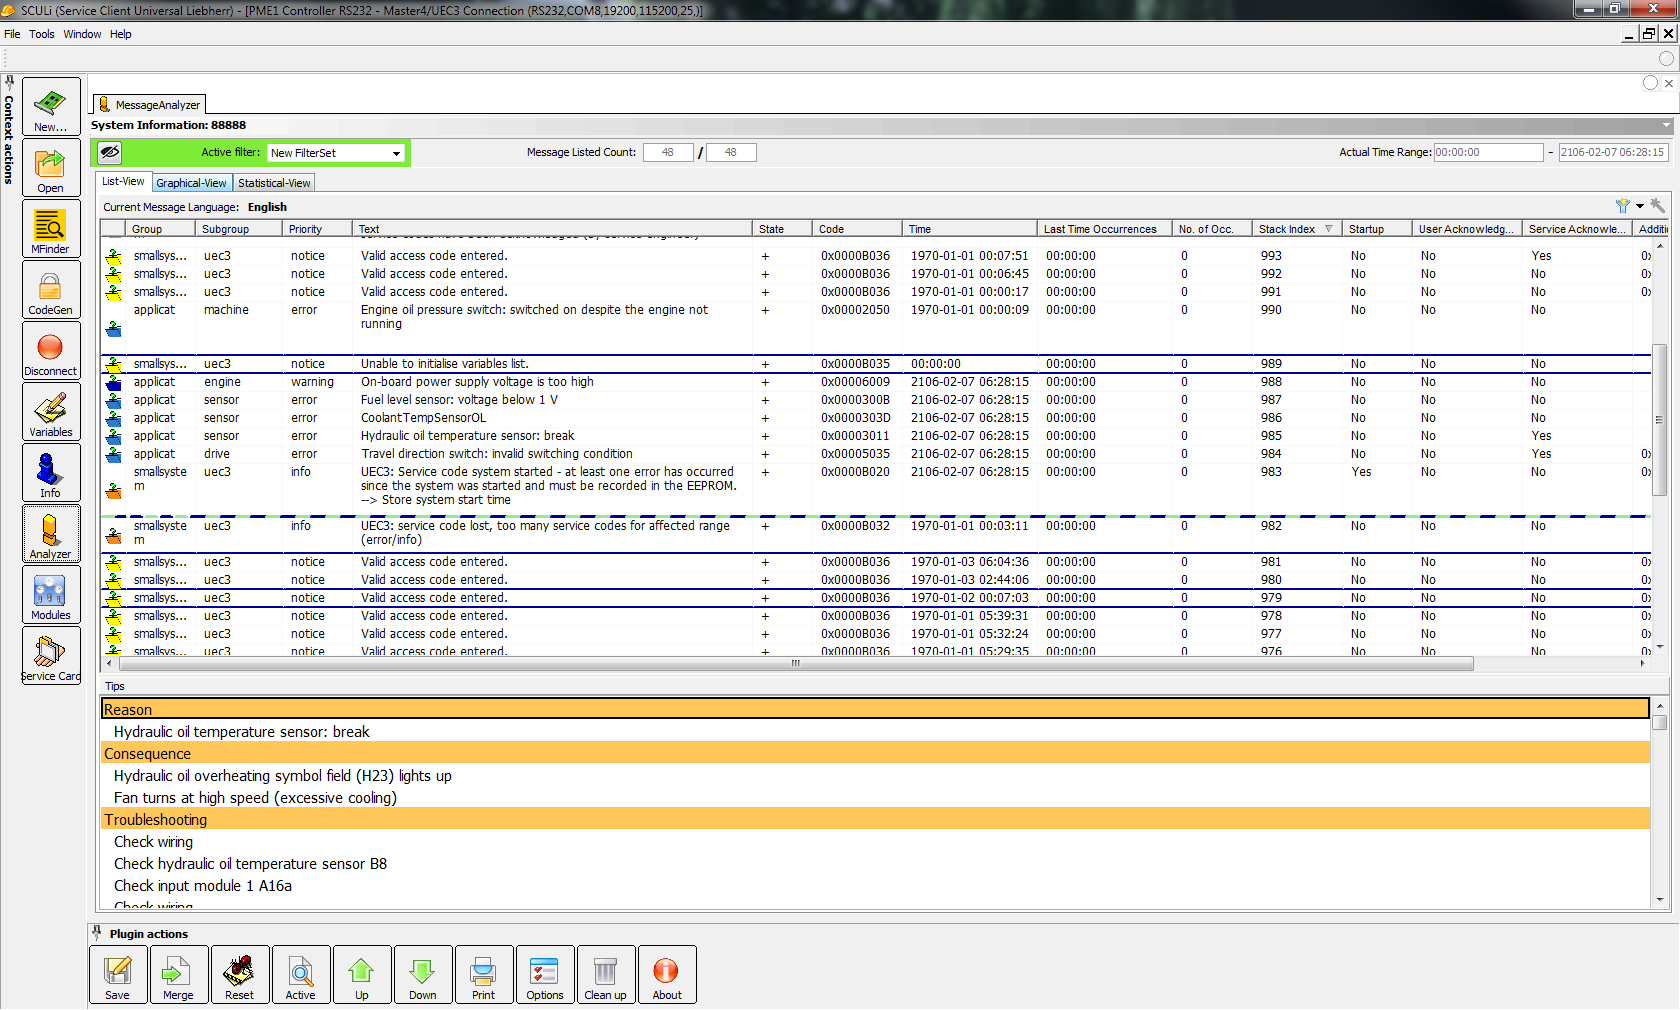 SCULi (Service Client Universal Liebherr) - [PME1 Controller RS232 - Master4/UEC3 Connection (RS232,COM8,19200,115200,25,)]
File Tools Window Help
Context actions
New...
Open
MFinder
CodeGen
Disconnect
Variables
Info
Analyzer
Modules
Service Card
MessageAnalyzer
System Information: 88888
Active filter: New FilterSet Message Listed Count: 48 / 48 Actual Time Range: 00:00:00 - 2106-02-07 06:28:15
List-View Graphical-View Statistical-View
Current Message Language: English
Group Subgroup Priority Text State Code Time Last Time Occurrences No. of Occ. Stack Index Startup User Acknowledg... Service Acknowle... Additi
smallsys... uec3 notice Valid access code entered. + 0x0000B036 1970-01-01 00:07:51 00:00:00 0 993 No No Yes 0x
smallsys... uec3 notice Valid access code entered. + 0x0000B036 1970-01-01 00:06:45 00:00:00 0 992 No No No
smallsys... uec3 notice Valid access code entered. + 0x0000B036 1970-01-01 00:00:17 00:00:00 0 991 No No No 0x
applicat machine error Engine oil pressure switch: switched on despite the engine not + 0x00002050 1970-01-01 00:00:09 00:00:00 0 990 No No No
running
smallsys... uec3 notice Unable to initialise variables list. + 0x0000B035 00:00:00 00:00:00 0 989 No No No
applicat engine warning On-board power supply voltage is too high + 0x00006009 2106-02-07 06:28:15 00:00:00 0 988 No No No
applicat sensor error Fuel level sensor: voltage below 1 V + 0x0000300B 2106-02-07 06:28:15 00:00:00 0 987 No No No
applicat sensor error CoolantTempSensorOL + 0x0000303D 2106-02-07 06:28:15 00:00:00 0 986 No No No
applicat sensor error Hydraulic oil temperature sensor: break + 0x00003011 2106-02-07 06:28:15 00:00:00 0 985 No No Yes
applicat drive error Travel direction switch: invalid switching condition + 0x00005035 2106-02-07 06:28:15 00:00:00 0 984 No No Yes 0x
smallsyste uec3 info UEC3: Service code system started - at least one error has occurred + 0x0000B020 2106-02-07 06:28:15 00:00:00 0 983 Yes No No 0x
m since the system was started and must be recorded in the EEPROM.
--> Store system start time
smallsyste uec3 info UEC3: service code lost, too many service codes for affected range + 0x0000B032 1970-01-01 00:03:11 00:00:00 0 982 No No No
m (error/info)
smallsys... uec3 notice Valid access code entered. + 0x0000B036 1970-01-03 06:04:36 00:00:00 0 981 No No No 0x
smallsys... uec3 notice Valid access code entered. + 0x0000B036 1970-01-03 02:44:06 00:00:00 0 980 No No No 0x
smallsys... uec3 notice Valid access code entered. + 0x0000B036 1970-01-02 00:07:03 00:00:00 0 979 No No No 0x
smallsys... uec3 notice Valid access code entered. + 0x0000B036 1970-01-01 05:39:31 00:00:00 0 978 No No No 0x
smallsys... uec3 notice Valid access code entered. + 0x0000B036 1970-01-01 05:32:24 00:00:00 0 977 No No No 0x
smallsys... uec3 notice Valid access code entered. + 0x0000B036 1970-01-01 05:29:35 00:00:00 0 976 No No No 0x
Tips
Reason
Hydraulic oil temperature sensor: break
Consequence
Hydraulic oil overheating symbol field (H23) lights up
Fan turns at high speed (excessive cooling)
Troubleshooting
Check wiring
Check hydraulic oil temperature sensor B8
Check input module 1 A16a
Check wiring
Plugin actions
Save Merge Reset Active Up Down Print Options Clean up About